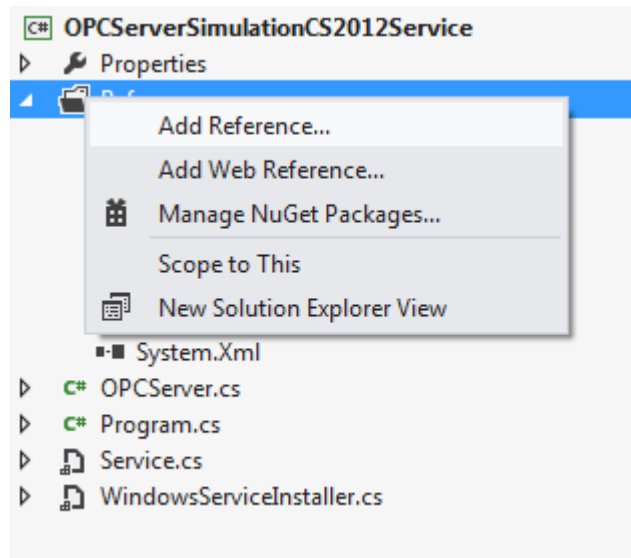 C# OPCServerSimulationCS2012Service
Properties
Add Reference...
Add Web Reference...
Manage NuGet Packages...
Scope to This
New Solution Explorer View
System.Xml
C# OPCServer.cs
C# Program.cs
Service.cs
WindowsServiceInstaller.cs